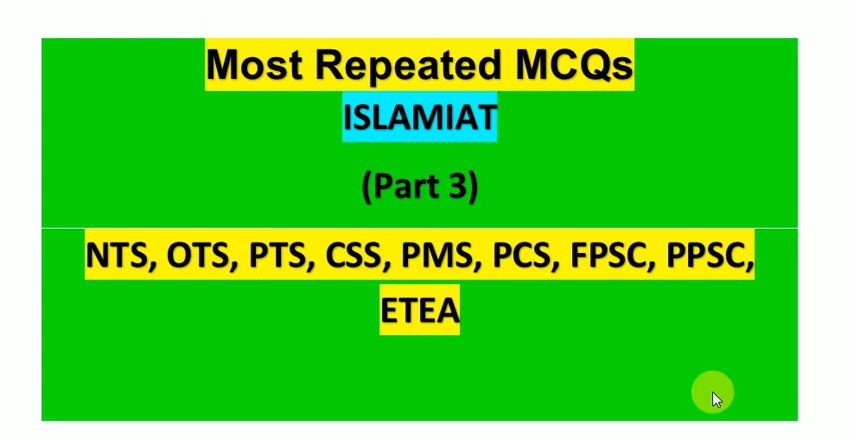 Most Repeated MCQs
ISLAMIAT
(Part 3)
NTS, OTS, PTS, CSS, PMS, PCS, FPSC, PPSC,
ETEA